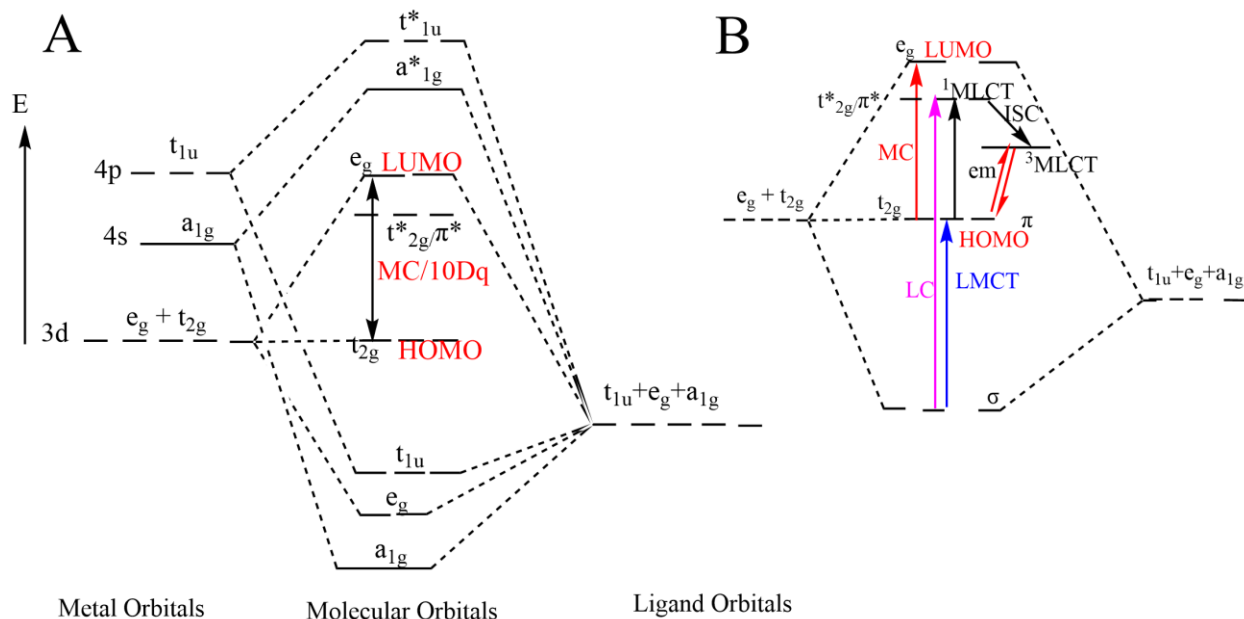 A
E
t*1u
a*1g
4p
t1u
eg
LUMO
4s
a1g
t*2g/π*
MC/10Dq
3d
eg + t2g
t2g
HOMO
t1u+eg+a1g
t1u
eg
a1g
Metal Orbitals
Molecular Orbitals
Ligand Orbitals
B
eg
LUMO
t*2g/π*
1MLCT
ISC
MC
em
3MLCT
eg + t2g
t2g
π
HOMO
LC
LMCT
t1u+eg+a1g
σ